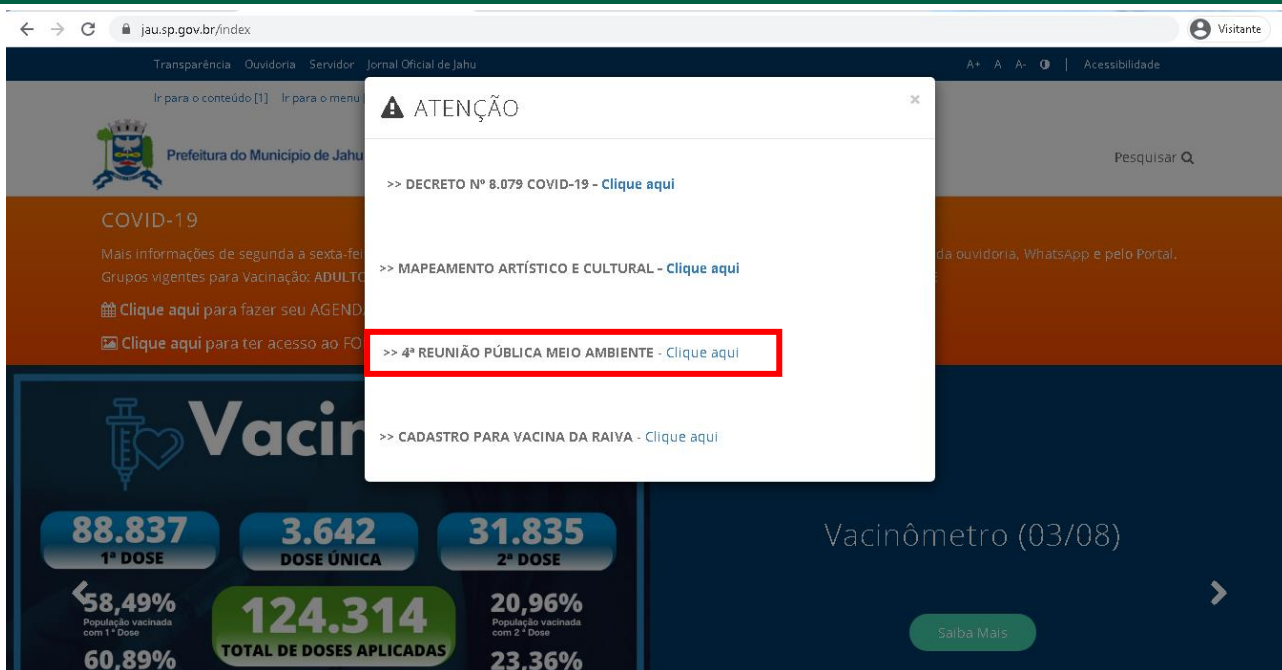 jau.sp.gov.br/index
Visitante
Transparência Ouvidoria Servidor Jornal Oficial de Jahu
A+ A A- | Acessibilidade
Ir para o conteúdo [1] Ir para o menu
Prefeitura do Município de Jahu
Pesquisar
ATENÇÃO
×
>> DECRETO Nº 8.079 COVID-19 - Clique aqui
>> MAPEAMENTO ARTÍSTICO E CULTURAL - Clique aqui
>> 4ª REUNIÃO PÚBLICA MEIO AMBIENTE - Clique aqui
>> CADASTRO PARA VACINA DA RAIVA - Clique aqui
COVID-19
Mais informações de segunda a sexta-fei
da ouvidoria, WhatsApp e pelo Portal.
Grupos vigentes para Vacinação: ADULTO
Clique aqui para fazer seu AGEND
Clique aqui para ter acesso ao FO
Vacin
88.837
1ª DOSE
3.642
DOSE ÚNICA
31.835
2ª DOSE
58,49%
População vacinada
com 1ª Dose
60,89%
124.314
TOTAL DE DOSES APLICADAS
20,96%
População vacinada
com 2ª Dose
23,36%
Vacinômetro (03/08)
Saiba Mais